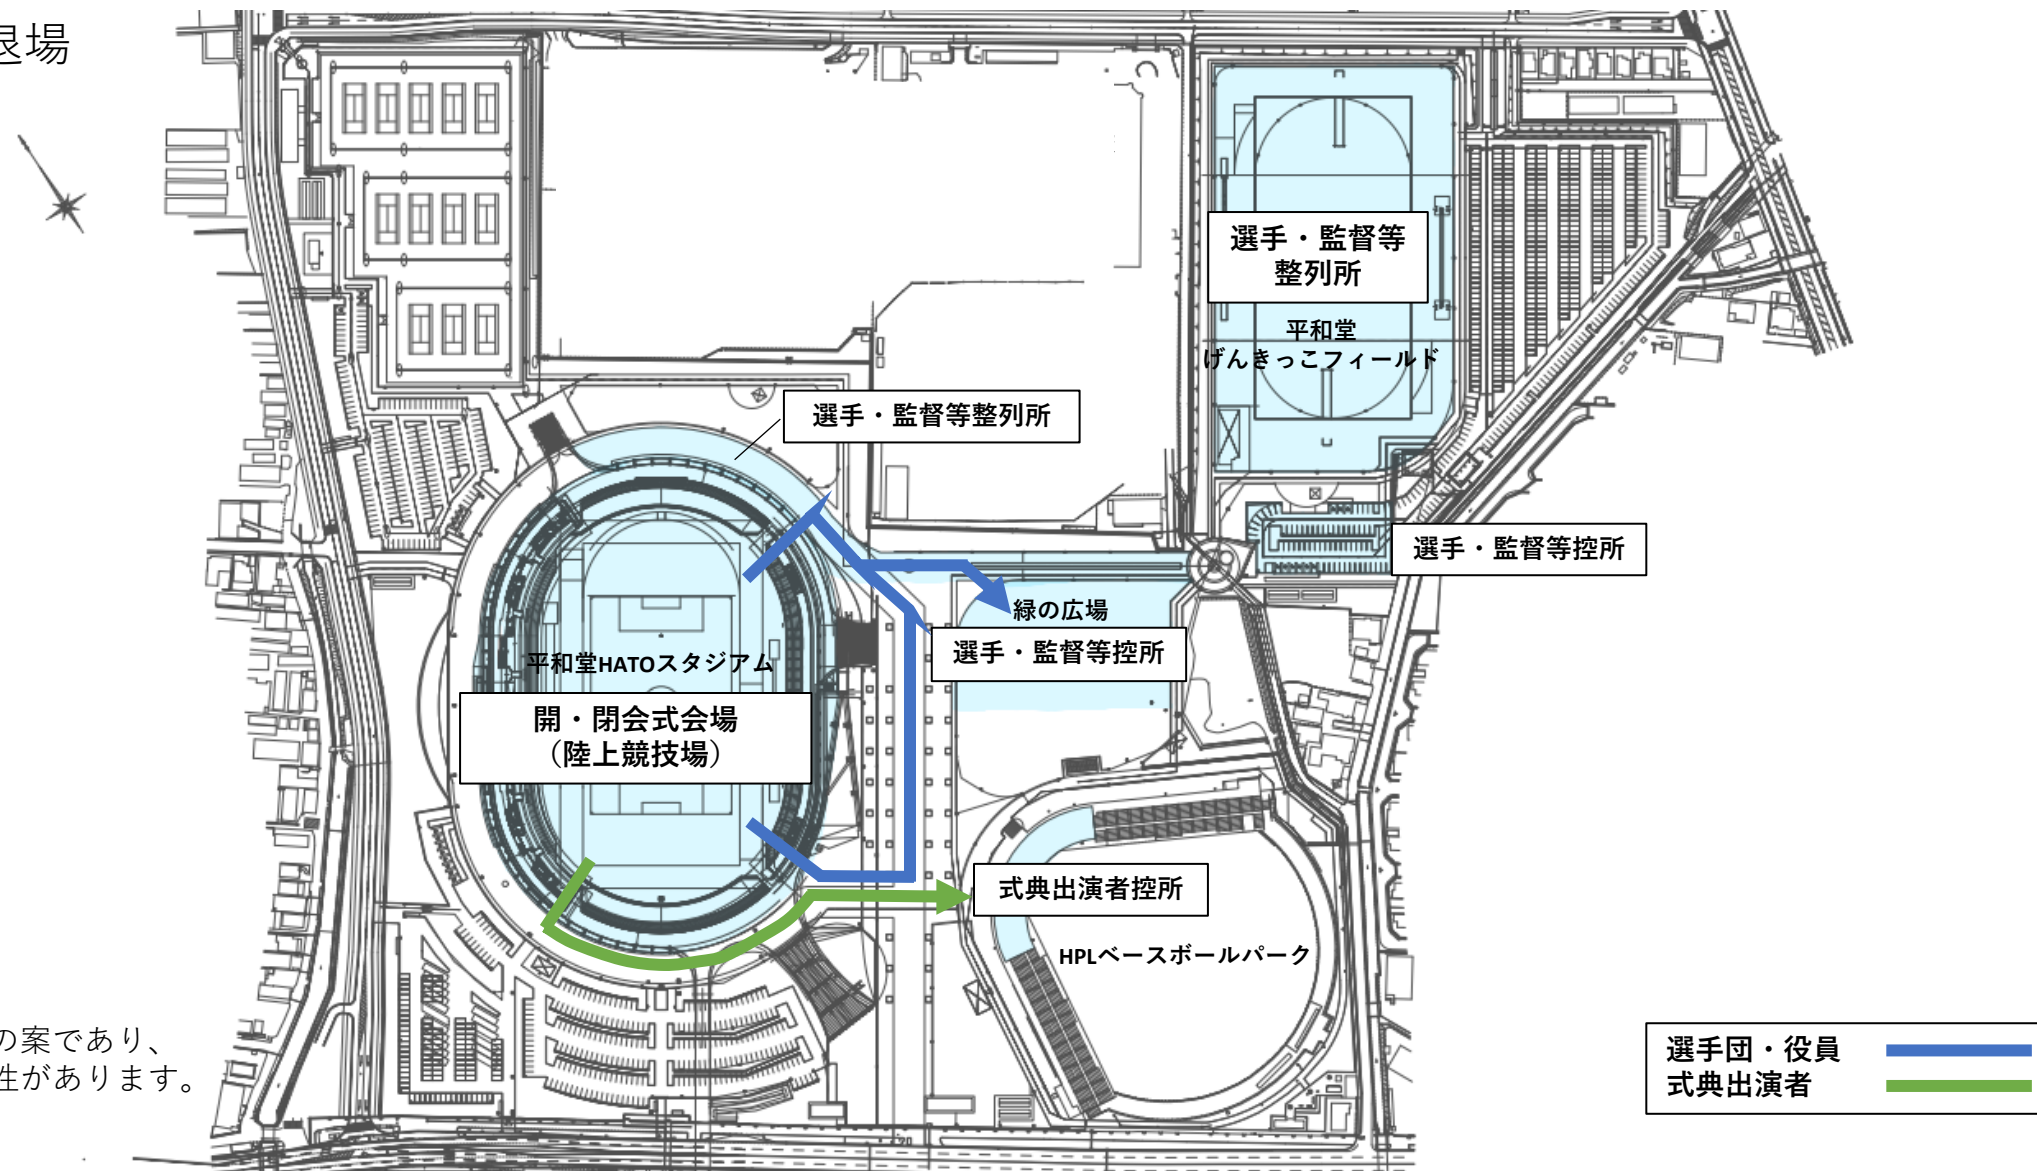 退場
選手・監督等
整列所
平和堂
げんきっこフィールド
選手・監督等整列所
選手・監督等控所
緑の広場
選手・監督等控所
平和堂HATOスタジアム
開・閉会式会場
（陸上競技場）
式典出演者控所
HPLベースボールパーク
の案であり、
性があります。
選手団・役員
式典出演者